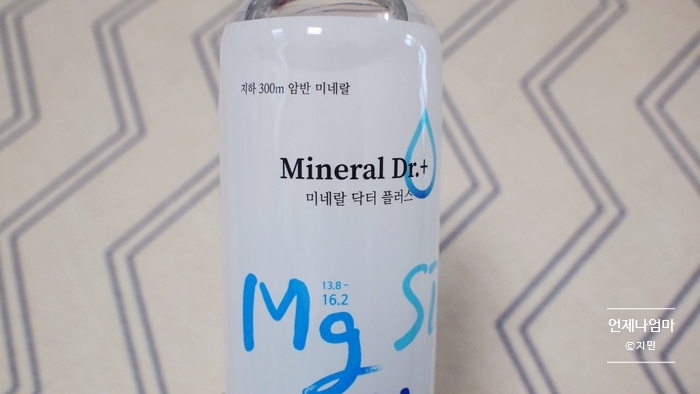 지하 300m 암반 미네랄
Mineral Dr.+
미네랄 닥터 플러스
Mg
13.8 ~
16.2
Si
언제나엄마
©지민